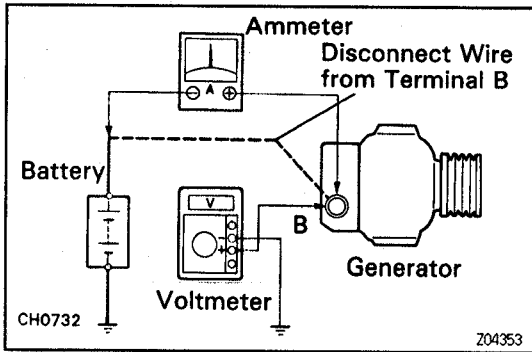 Ammeter
Disconnect Wire
from Terminal B
A
Battery
V
B
Generator
Voltmeter
CH0732
Z04353